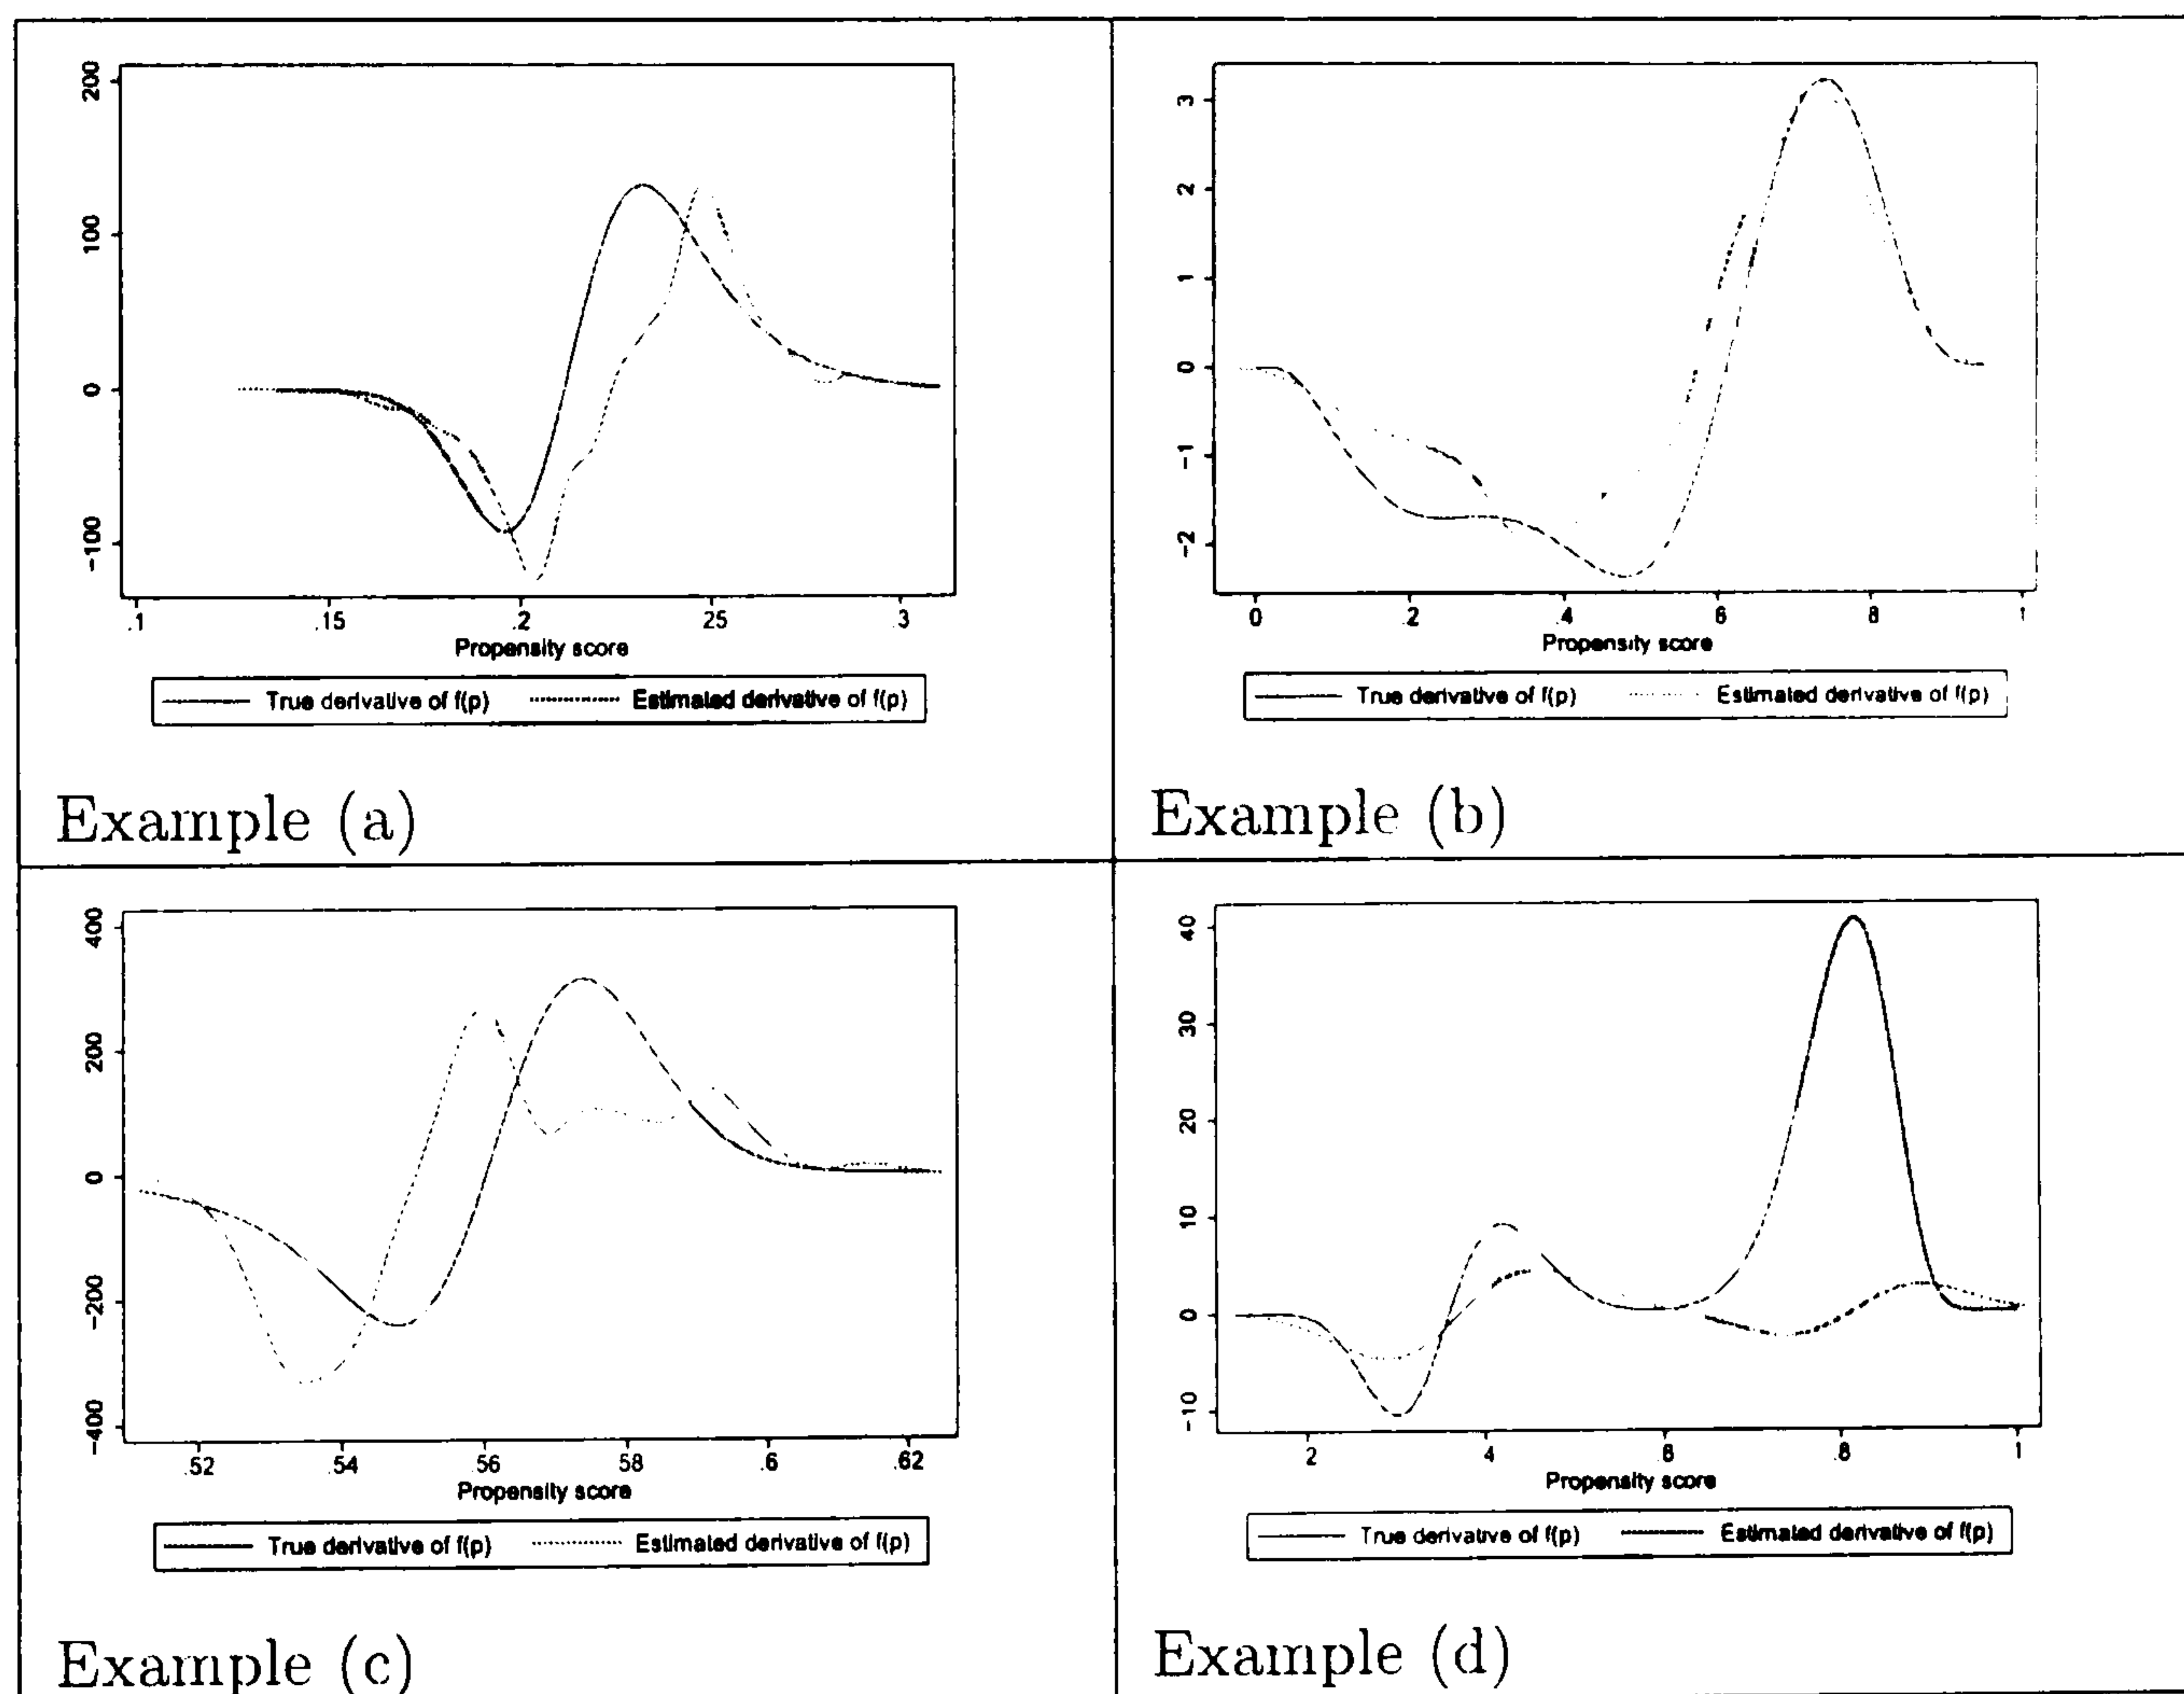 200
100
0
-100
.1 .15 .2 25 .3
Propensity score
True derivative of f(p) Estimated derivative of f(p)
Example (a)
3
2
1
0
-1
-2
0 .2 .4 6 8 1
Propensity score
True derivative of f(p) Estimated derivative of f(p)
Example (b)
400
200
0
-200
-400
.52 .54 .56 58 .6 .62
Propensity score
True derivative of f(p) Estimated derivative of f(p)
Example (c)
40
30
20
10
0
-10
2 4 .6 .8 1
Propensity score
True derivative of f(p) Estimated derivative of f(p)
Example (d)